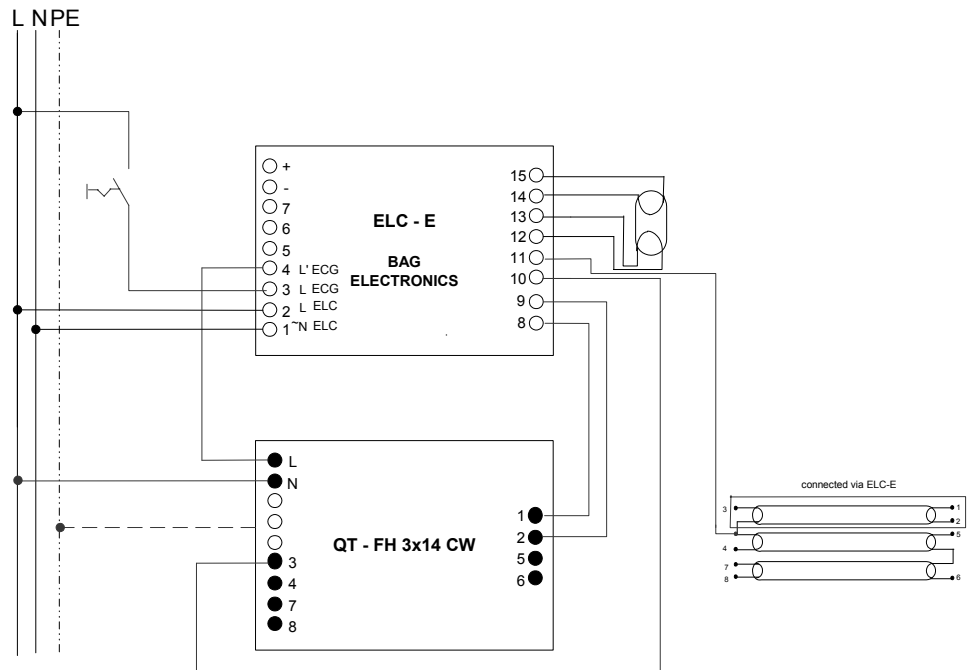 L N PE
+
-
7
6
5
4 L' ECG
3 L ECG
2 L ELC
1 ~N ELC
ELC - E
BAG
ELECTRONICS
15
14
13
12
11
10
9
8
L
N
3
4
7
8
QT - FH 3x14 CW
1
2
5
6
connected via ELC-E
3
1
2
5
4
7
8
6